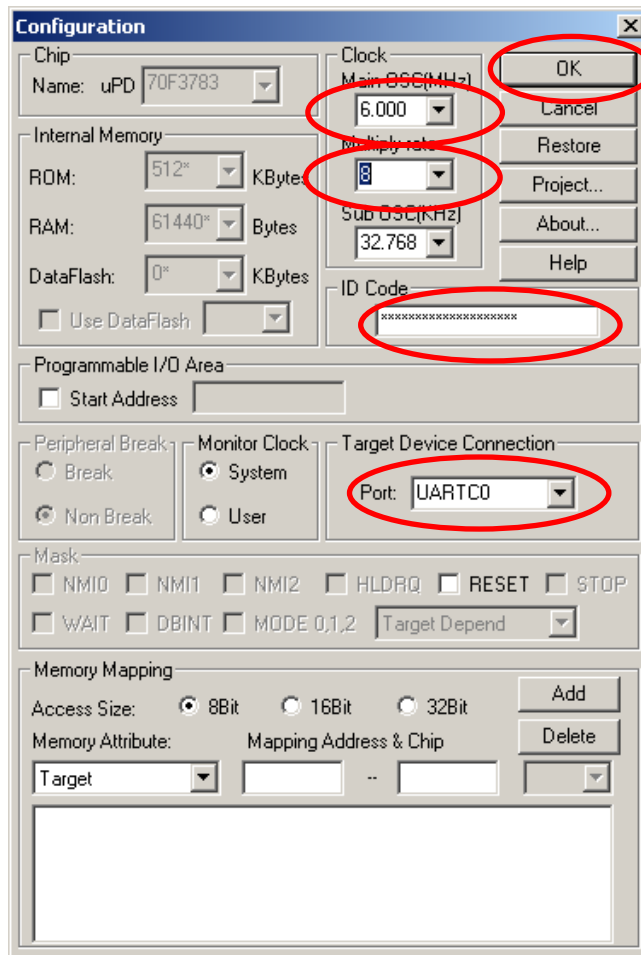 Configuration
Chip
Name: uPD 70F3783
Clock
Main OSC(MHz)
6.000
Multiply rate
8
Sub OSC(KHz)
32.768
OK
Cancel
Restore
Project...
About...
Help
Internal Memory
ROM: 512* KBytes
RAM: 61440* Bytes
DataFlash: 0* KBytes
Use DataFlash
ID Code
********************
Programmable I/O Area
Start Address
Peripheral Break
Break
Non Break
Monitor Clock
System
User
Target Device Connection
Port: UARTC0
Mask
NMI0 NMI1 NMI2 HLDRQ RESET STOP
WAIT DBINT MODE 0,1,2 Target Depend
Memory Mapping
Access Size: 8Bit 16Bit 32Bit
Add
Memory Attribute: Mapping Address & Chip
Delete
Target --